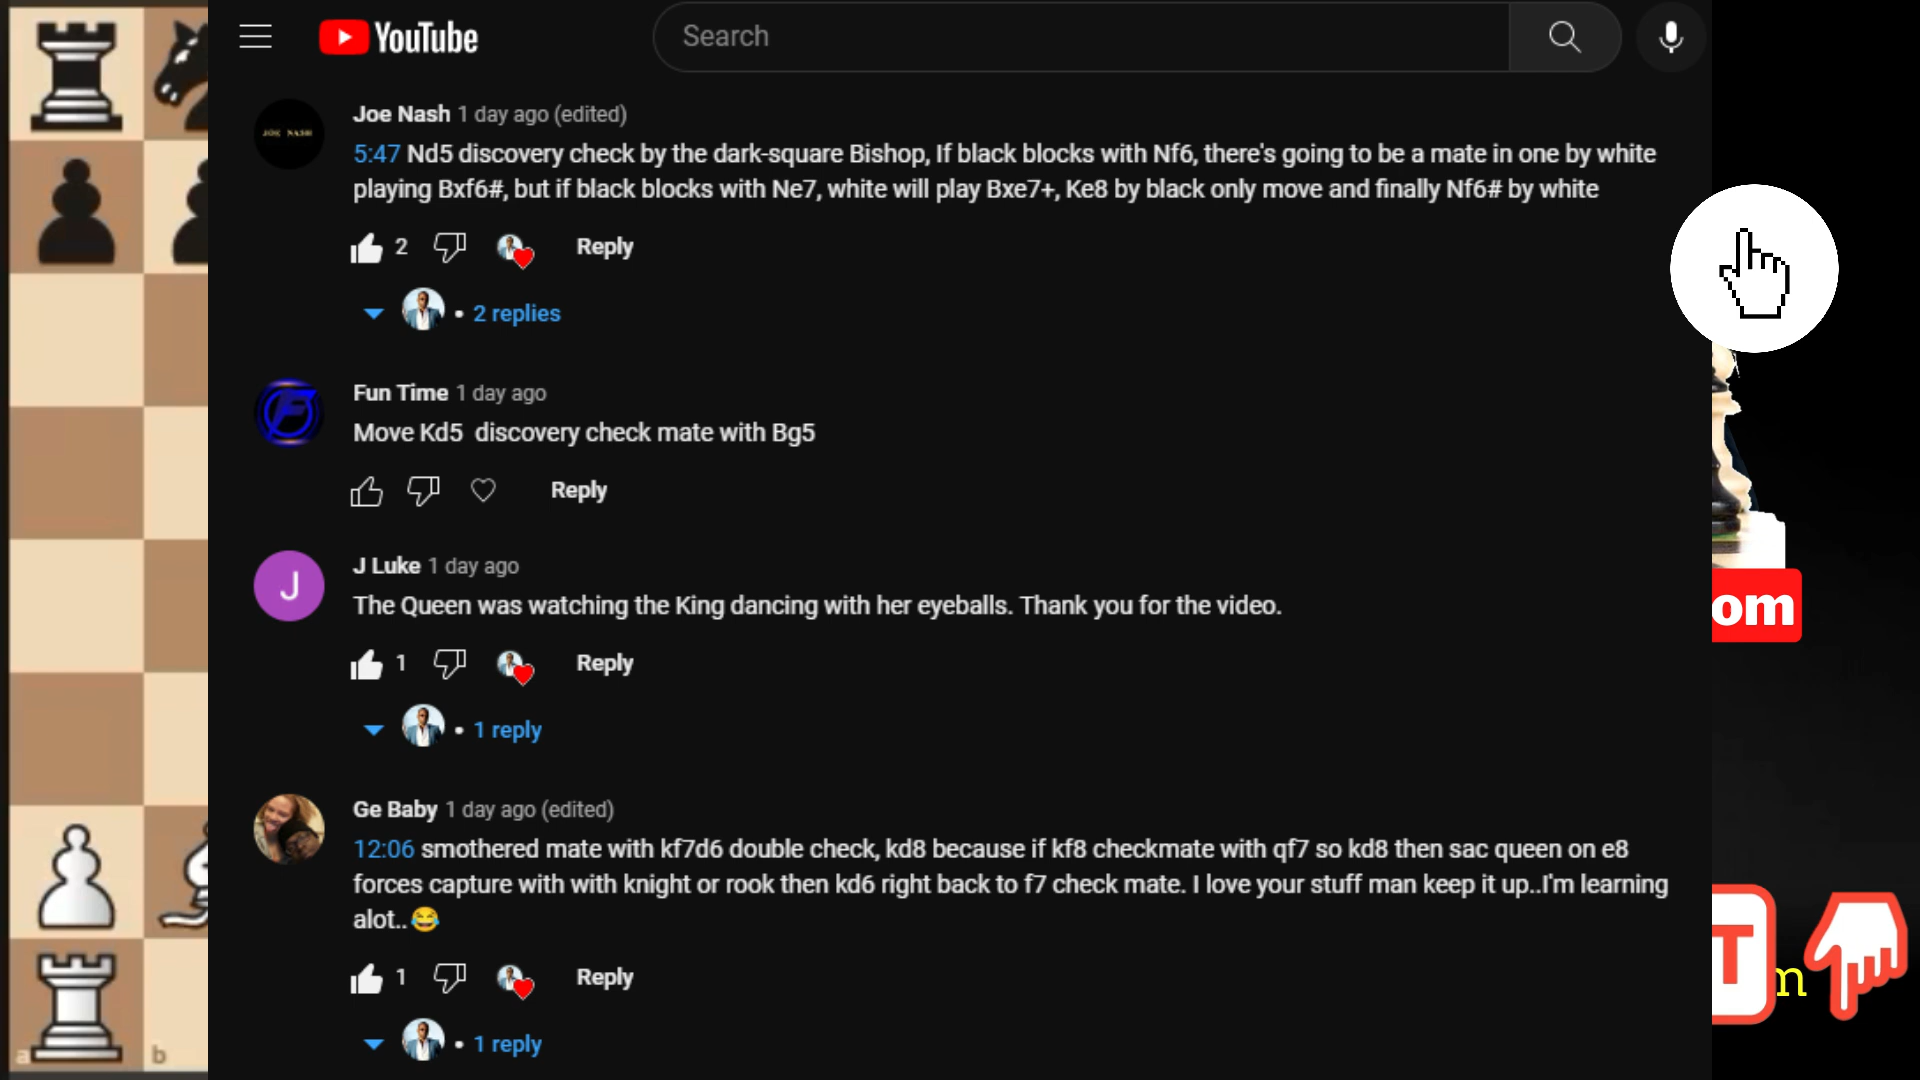 YouTube
Search
JOE NASH
Joe Nash 1 day ago (edited)
5:47 Nd5 discovery check by the dark-square Bishop, If black blocks with Nf6, there's going to be a mate in one by white
playing Bxf6#, but if black blocks with Ne7, white will play Bxe7+, Ke8 by black only move and finally Nf6# by white
2
Reply
• 2 replies
Fun Time 1 day ago
Move Kd5 discovery check mate with Bg5
Reply
J
J Luke 1 day ago
The Queen was watching the King dancing with her eyeballs. Thank you for the video.
om
1
Reply
• 1 reply
Ge Baby 1 day ago (edited)
12:06 smothered mate with kf7d6 double check, kd8 because if kf8 checkmate with qf7 so kd8 then sac queen on e8
forces capture with with knight or rook then kd6 right back to f7 check mate. I love your stuff man keep it up..I'm learning
alot..😂
T
m
1
Reply
• 1 reply
a
b